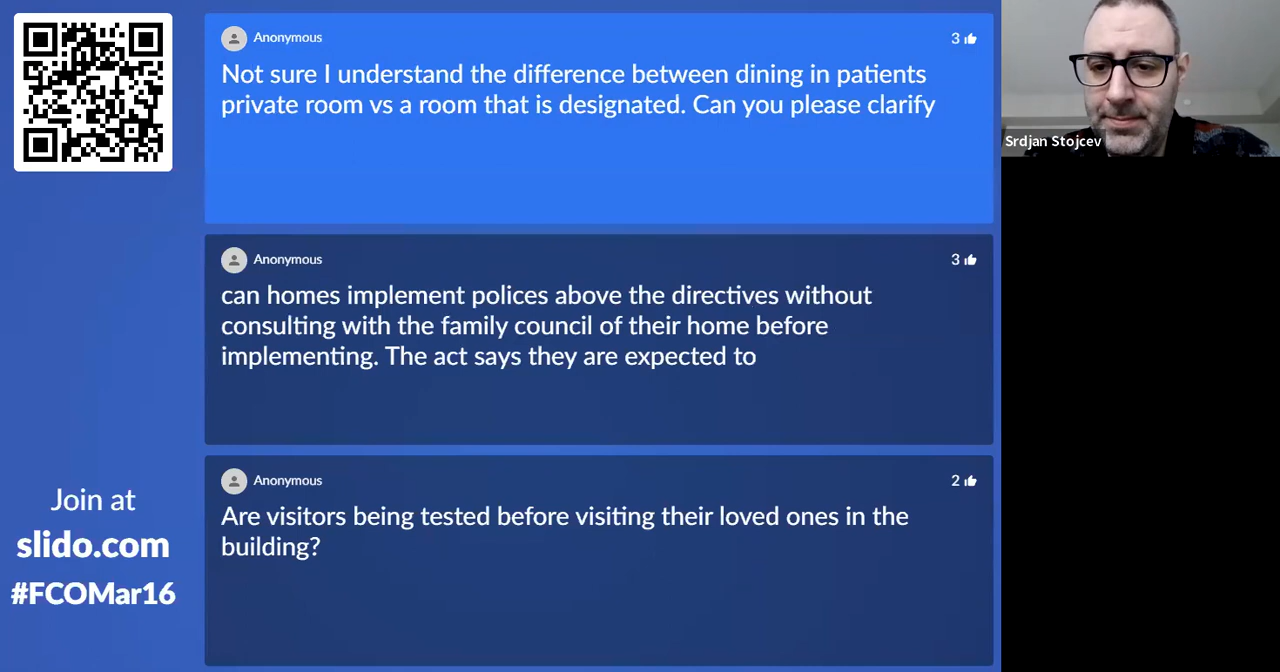 Anonymous
3
Not sure I understand the difference between dining in patients
private room vs a room that is designated. Can you please clarify
Anonymous
3
can homes implement polices above the directives without
consulting with the family council of their home before
implementing. The act says they are expected to
Anonymous
2
Are visitors being tested before visiting their loved ones in the
building?
Join at
slido.com
#FCOMar16
Srdjan Stojcev